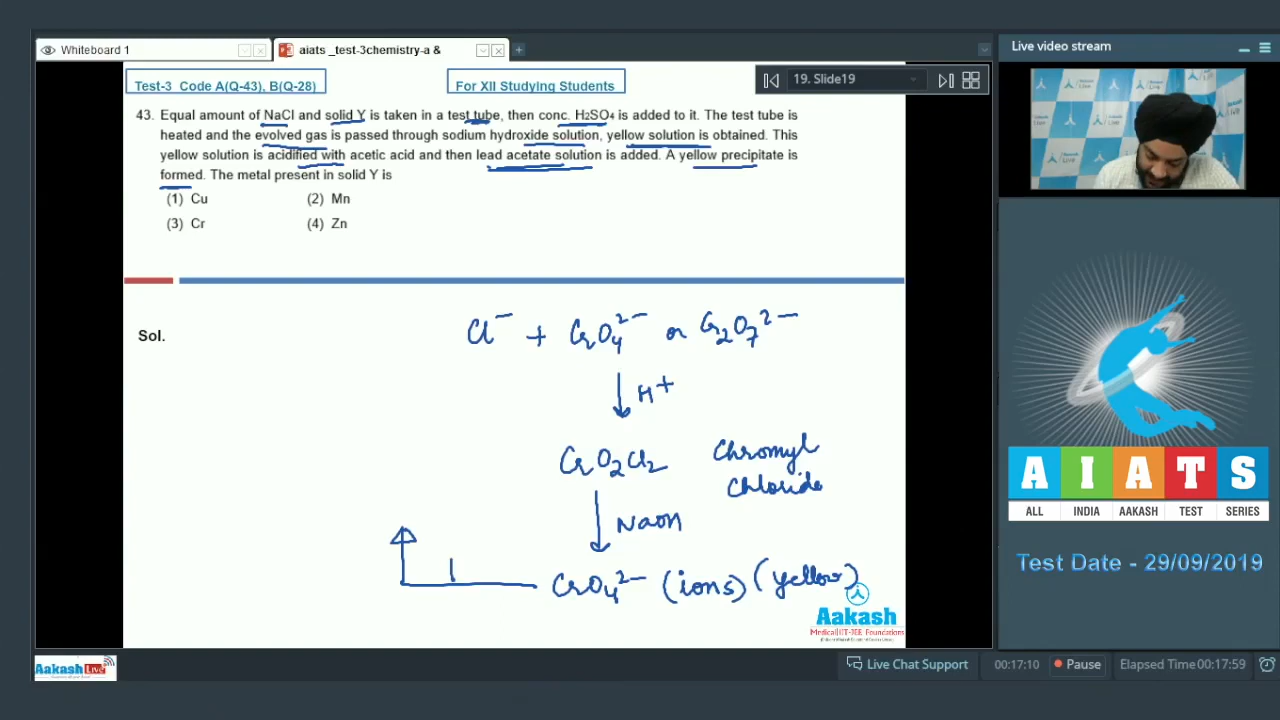 Whiteboard 1
aiats _test-3chemistry-a &
Live video stream
Test-3 Code A(Q-43), B(Q-28)
For XII Studying Students
19. Slide19
43. Equal amount of NaCl and solid Y is taken in a test tube, then conc. H₂SO₄ is added to it. The test tube is
heated and the evolved gas is passed through sodium hydroxide solution, yellow solution is obtained. This
yellow solution is acidified with acetic acid and then lead acetate solution is added. A yellow precipitate is
formed. The metal present in solid Y is
(1) Cu (2) Mn
(3) Cr (4) Zn
Sol.
Cl⁻ + CrO₄²⁻ or Cr₂O₇²⁻
H+
CrO₂Cl₂ Chromyl
Chloride
NaOH
CrO₄²⁻ (ions) (yellow)
Aakash
Medical|IIT-JEE|Foundations
A I A T S
ALL INDIA AAKASH TEST SERIES
Test Date - 29/09/2019
Aakash Live
Live Chat Support
00:17:10
Pause
Elapsed Time 00:17:59